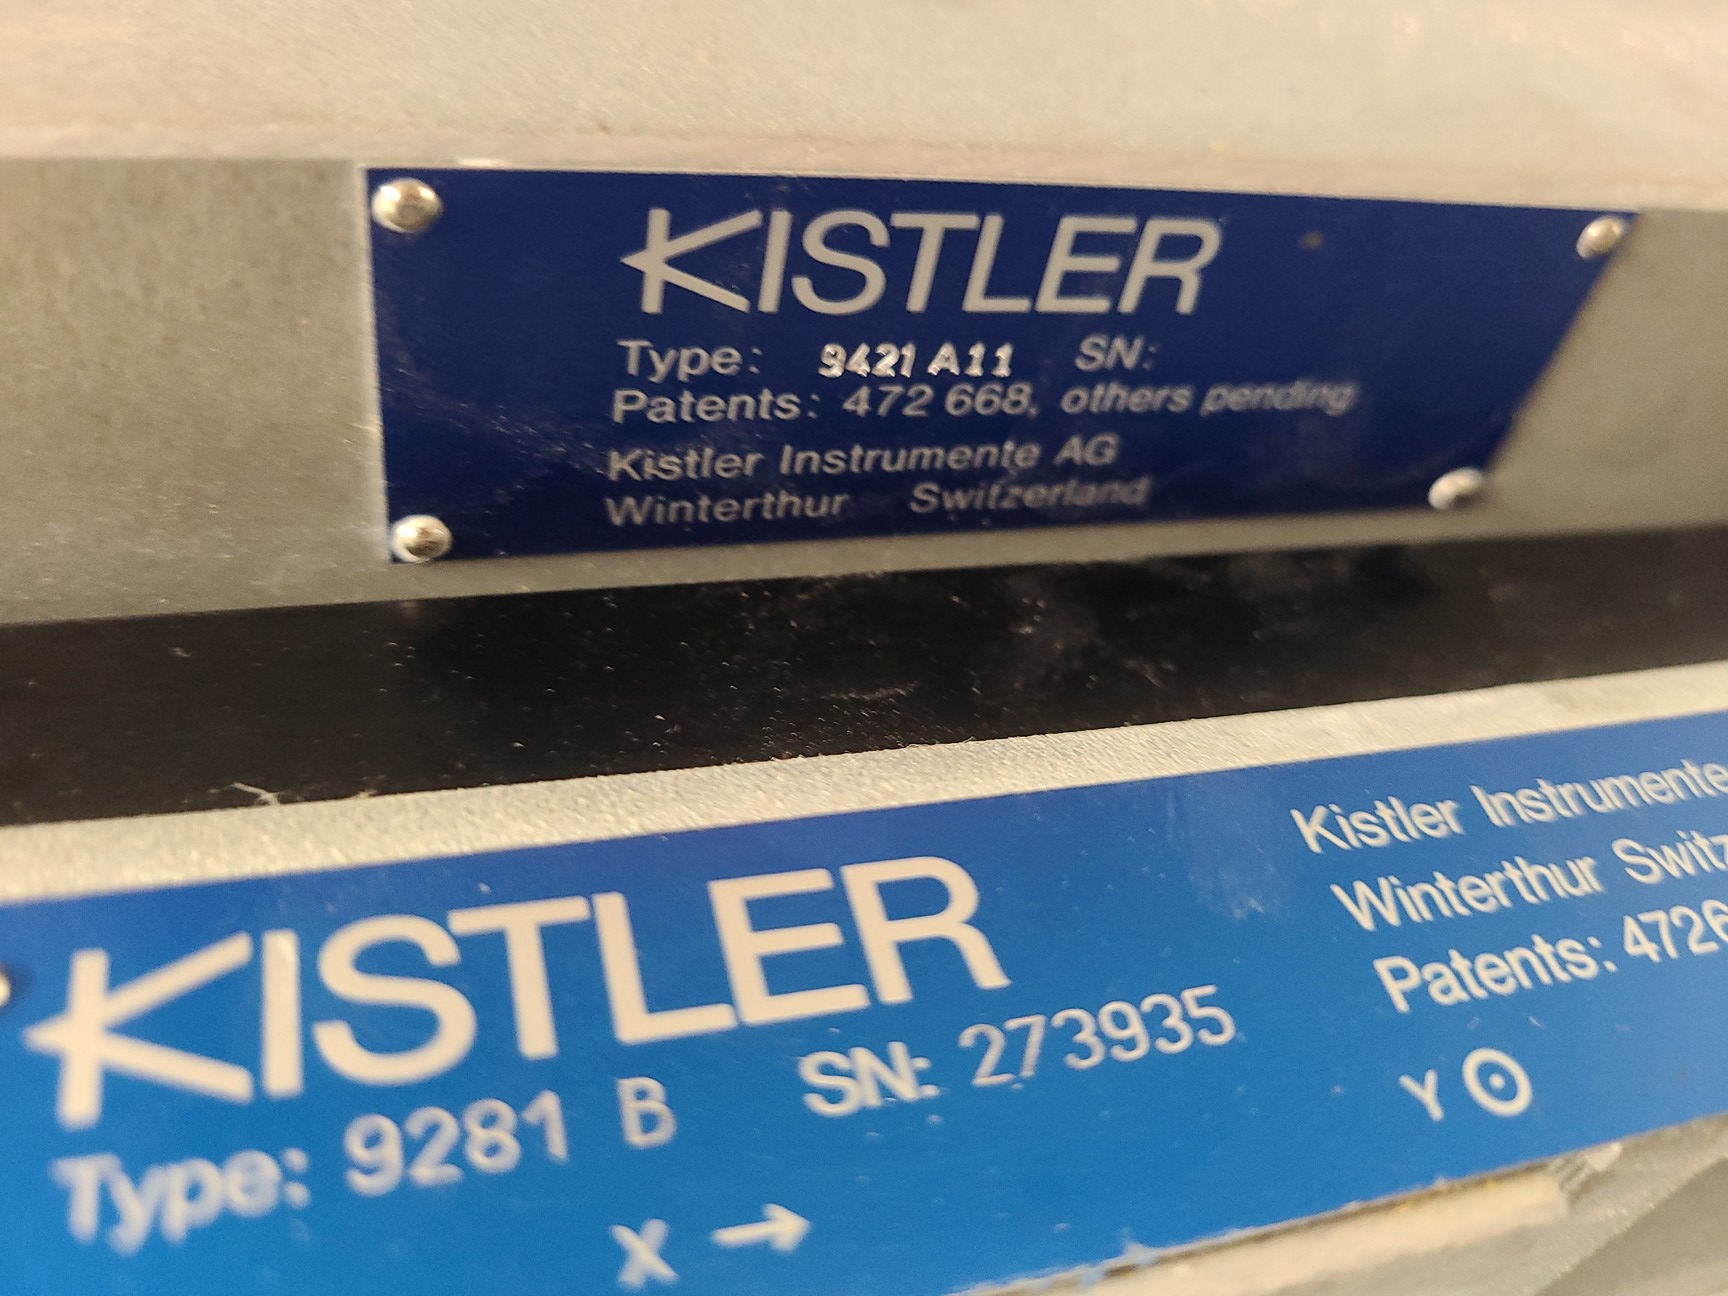 KISTLER
Type: 9421 A11 SN:
Patents: 472 668, others pending
Kistler Instrumente AG
Winterthur Switzerland
KISTLER
Type: 9281 B SN: 273935
X →
Kistler Instrumente
Winterthur Switz
Patents: 4726
Y ⊙